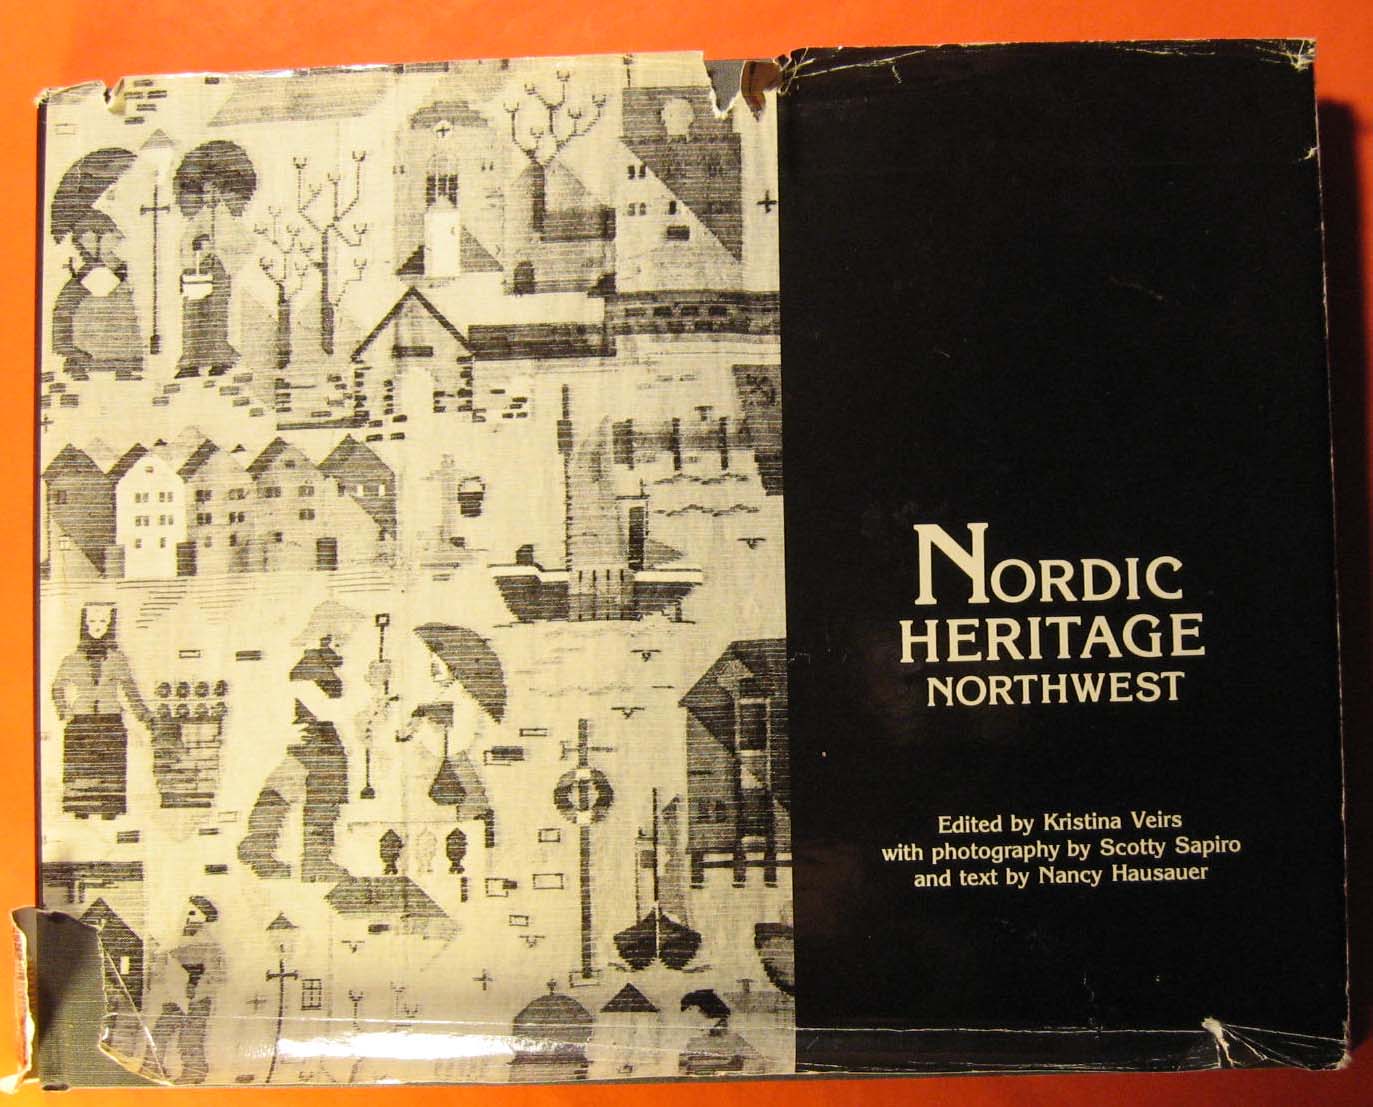 NORDIC
HERITAGE
NORTHWEST
Edited by Kristina Veirs
with photography by Scotty Sapiro
and text by Nancy Hausauer